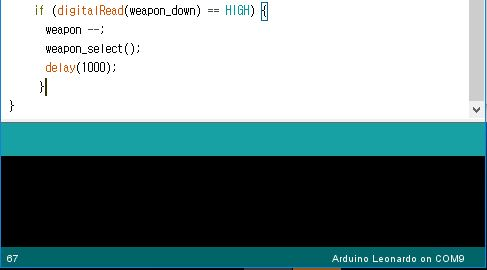 if (digitalRead(weapon_down) == HIGH) {
weapon --;
weapon_select();
delay(1000);
}
}
67
Arduino Leonardo on COM9